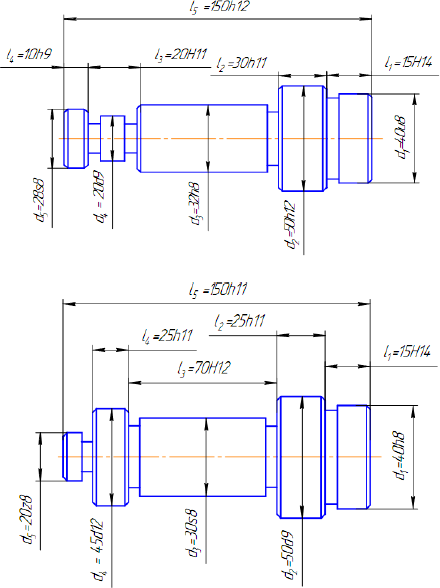 l₅ =150h12
l₄ =10h9
l₃ =20H11
l₂ =30h11
l₁ =15H14
d₅=28s8
d₄ = 20d9
d₃=32h8
d₂=50h12
d₁=40u8
l₅ =150h11
l₄ =25h11
l₂ =25h11
l₃ =70H12
l₁ =15H14
d₅=20z8
d₄ = 45d12
d₃=30s8
d₂=50d9
d₁=40h8